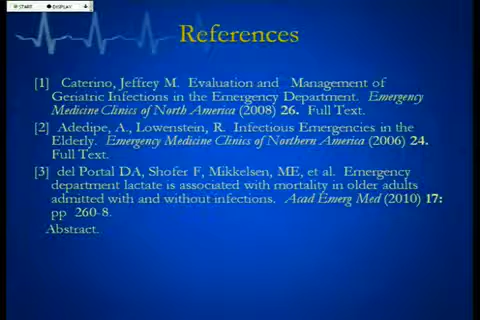 START DISPLAY
References
[1] Caterino, Jeffrey M. Evaluation and Management of
Geriatric Infections in the Emergency Department. Emergency
Medicine Clinics of North America (2008) 26. Full Text.
[2] Adedipe, A., Lowenstein, R. Infectious Emergencies in the
Elderly. Emergency Medicine Clinics of Northern America (2006) 24.
Full Text.
[3] del Portal DA, Shofer F, Mikkelsen, ME, et al. Emergency
department lactate is associated with mortality in older adults
admitted with and without infections. Acad Emerg Med (2010) 17:
pp 260-8.
Abstract.